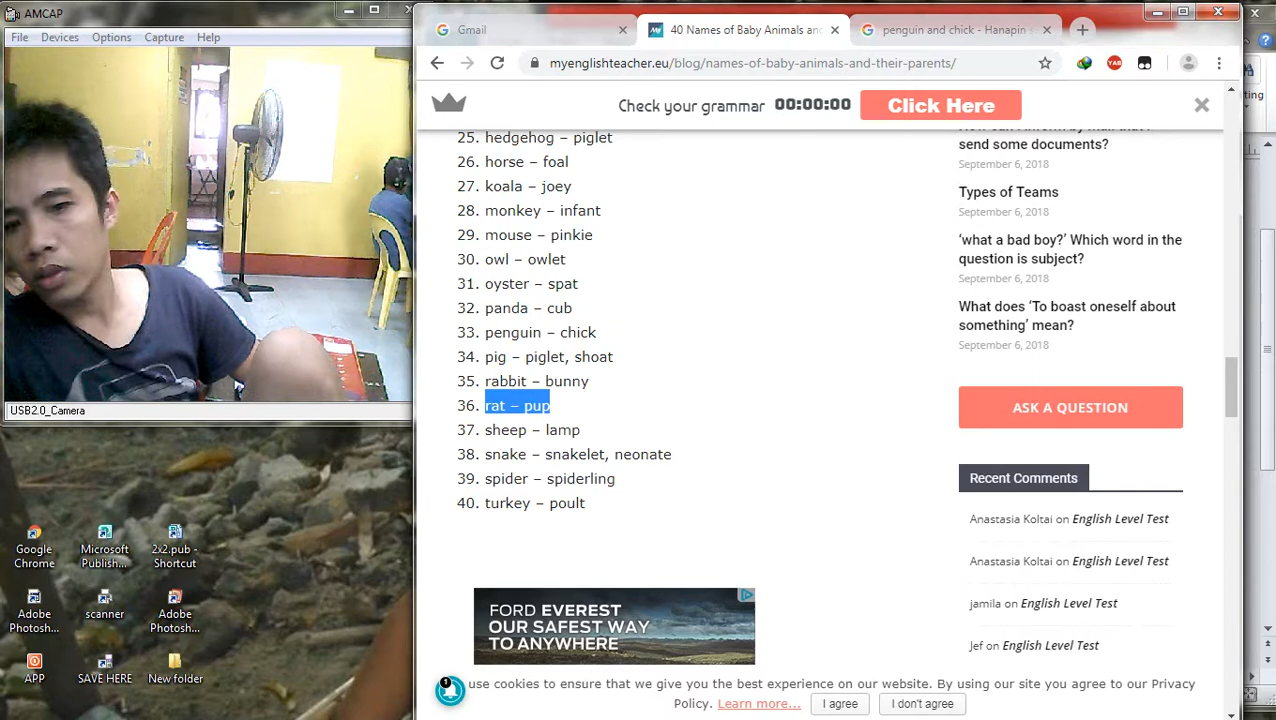 AMCAP
File Devices Options Capture Help
USB2.0_Camera
Google Chrome
Microsoft Publish...
2x2.pub - Shortcut
Adobe Photosh...
scanner
Adobe Photosh...
APP
SAVE HERE
New folder
Gmail
40 Names of Baby Animals and
penguin and chick - Hanapin
myenglishteacher.eu/blog/names-of-baby-animals-and-their-parents/
YAB
Check your grammar 00:00:00 Click Here
25. hedgehog – piglet
26. horse – foal
27. koala – joey
28. monkey – infant
29. mouse – pinkie
30. owl – owlet
31. oyster – spat
32. panda – cub
33. penguin – chick
34. pig – piglet, shoat
35. rabbit – bunny
36. rat – pup
37. sheep – lamp
38. snake – snakelet, neonate
39. spider – spiderling
40. turkey – poult
FORD EVEREST
OUR SAFEST WAY
TO ANYWHERE
send some documents?
September 6, 2018
Types of Teams
September 6, 2018
‘what a bad boy?’ Which word in the
question is subject?
September 6, 2018
What does ‘To boast oneself about
something’ mean?
September 6, 2018
ASK A QUESTION
Recent Comments
Anastasia Koltai on English Level Test
Anastasia Koltai on English Level Test
jamila on English Level Test
Jef on English Level Test
1
use cookies to ensure that we give you the best experience on our website. By using our site you agree to our Privacy
Policy. Learn more... I agree I don't agree
ting